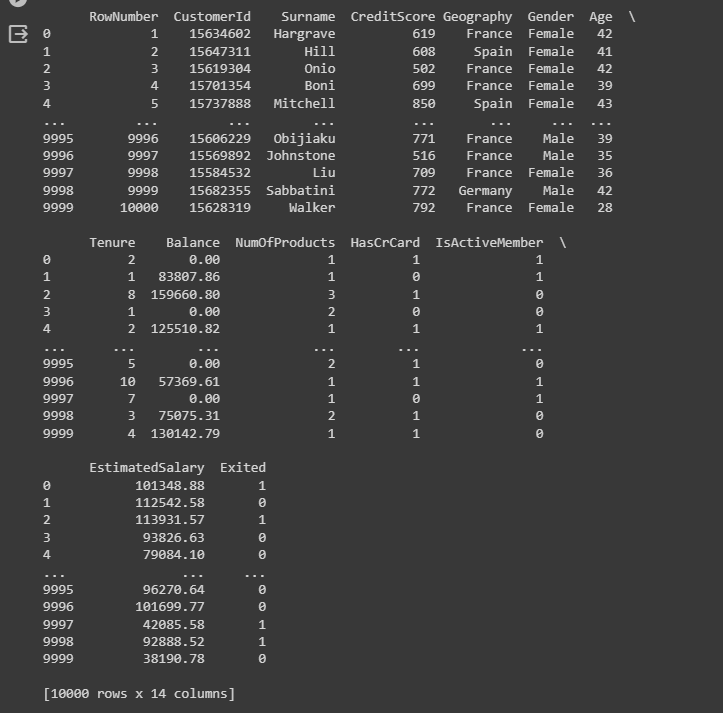 RowNumber  CustomerId    Surname  CreditScore Geography  Gender  Age  \
0             1    15634602   Hargrave          619    France  Female   42
1             2    15647311       Hill          608     Spain  Female   41
2             3    15619304       Onio          502    France  Female   42
3             4    15701354       Boni          699    France  Female   39
4             5    15737888   Mitchell          850     Spain  Female   43
...         ...         ...        ...          ...       ...     ...  ...
9995       9996    15606229   Obijiaku          771    France    Male   39
9996       9997    15569892  Johnstone          516    France    Male   35
9997       9998    15584532        Liu          709    France  Female   36
9998       9999    15682355  Sabbatini          772   Germany    Male   42
9999      10000    15628319     Walker          792    France  Female   28
      Tenure    Balance  NumOfProducts  HasCrCard  IsActiveMember  \
0          2       0.00              1          1               1
1          1   83807.86              1          0               1
2          8  159660.80              3          1               0
3          1       0.00              2          0               0
4          2  125510.82              1          1               1
...      ...        ...            ...        ...             ...
9995       5       0.00              2          1               0
9996      10   57369.61              1          1               1
9997       7       0.00              1          0               1
9998       3   75075.31              2          1               0
9999       4  130142.79              1          1               0
      EstimatedSalary  Exited
0           101348.88       1
1           112542.58       0
2           113931.57       1
3            93826.63       0
4            79084.10       0
...               ...     ...
9995         96270.64       0
9996        101699.77       0
9997         42085.58       1
9998         92888.52       1
9999         38190.78       0
[10000 rows x 14 columns]